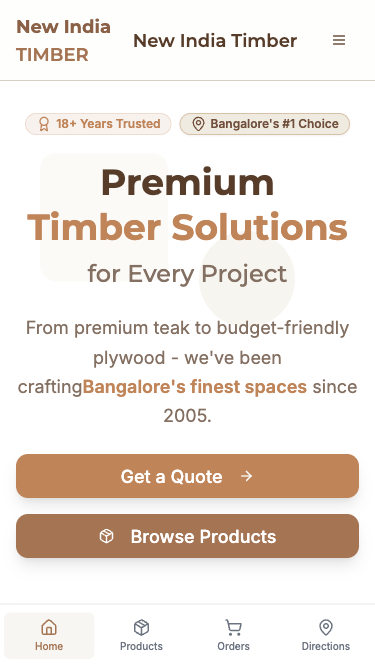 New India
TIMBER
New India Timber
18+ Years Trusted
Bangalore's #1 Choice
Premium
Timber Solutions
for Every Project
From premium teak to budget-friendly
plywood - we've been
craftingBangalore's finest spaces since
2005.
Get a Quote →
Browse Products
Home
Products
Orders
Directions